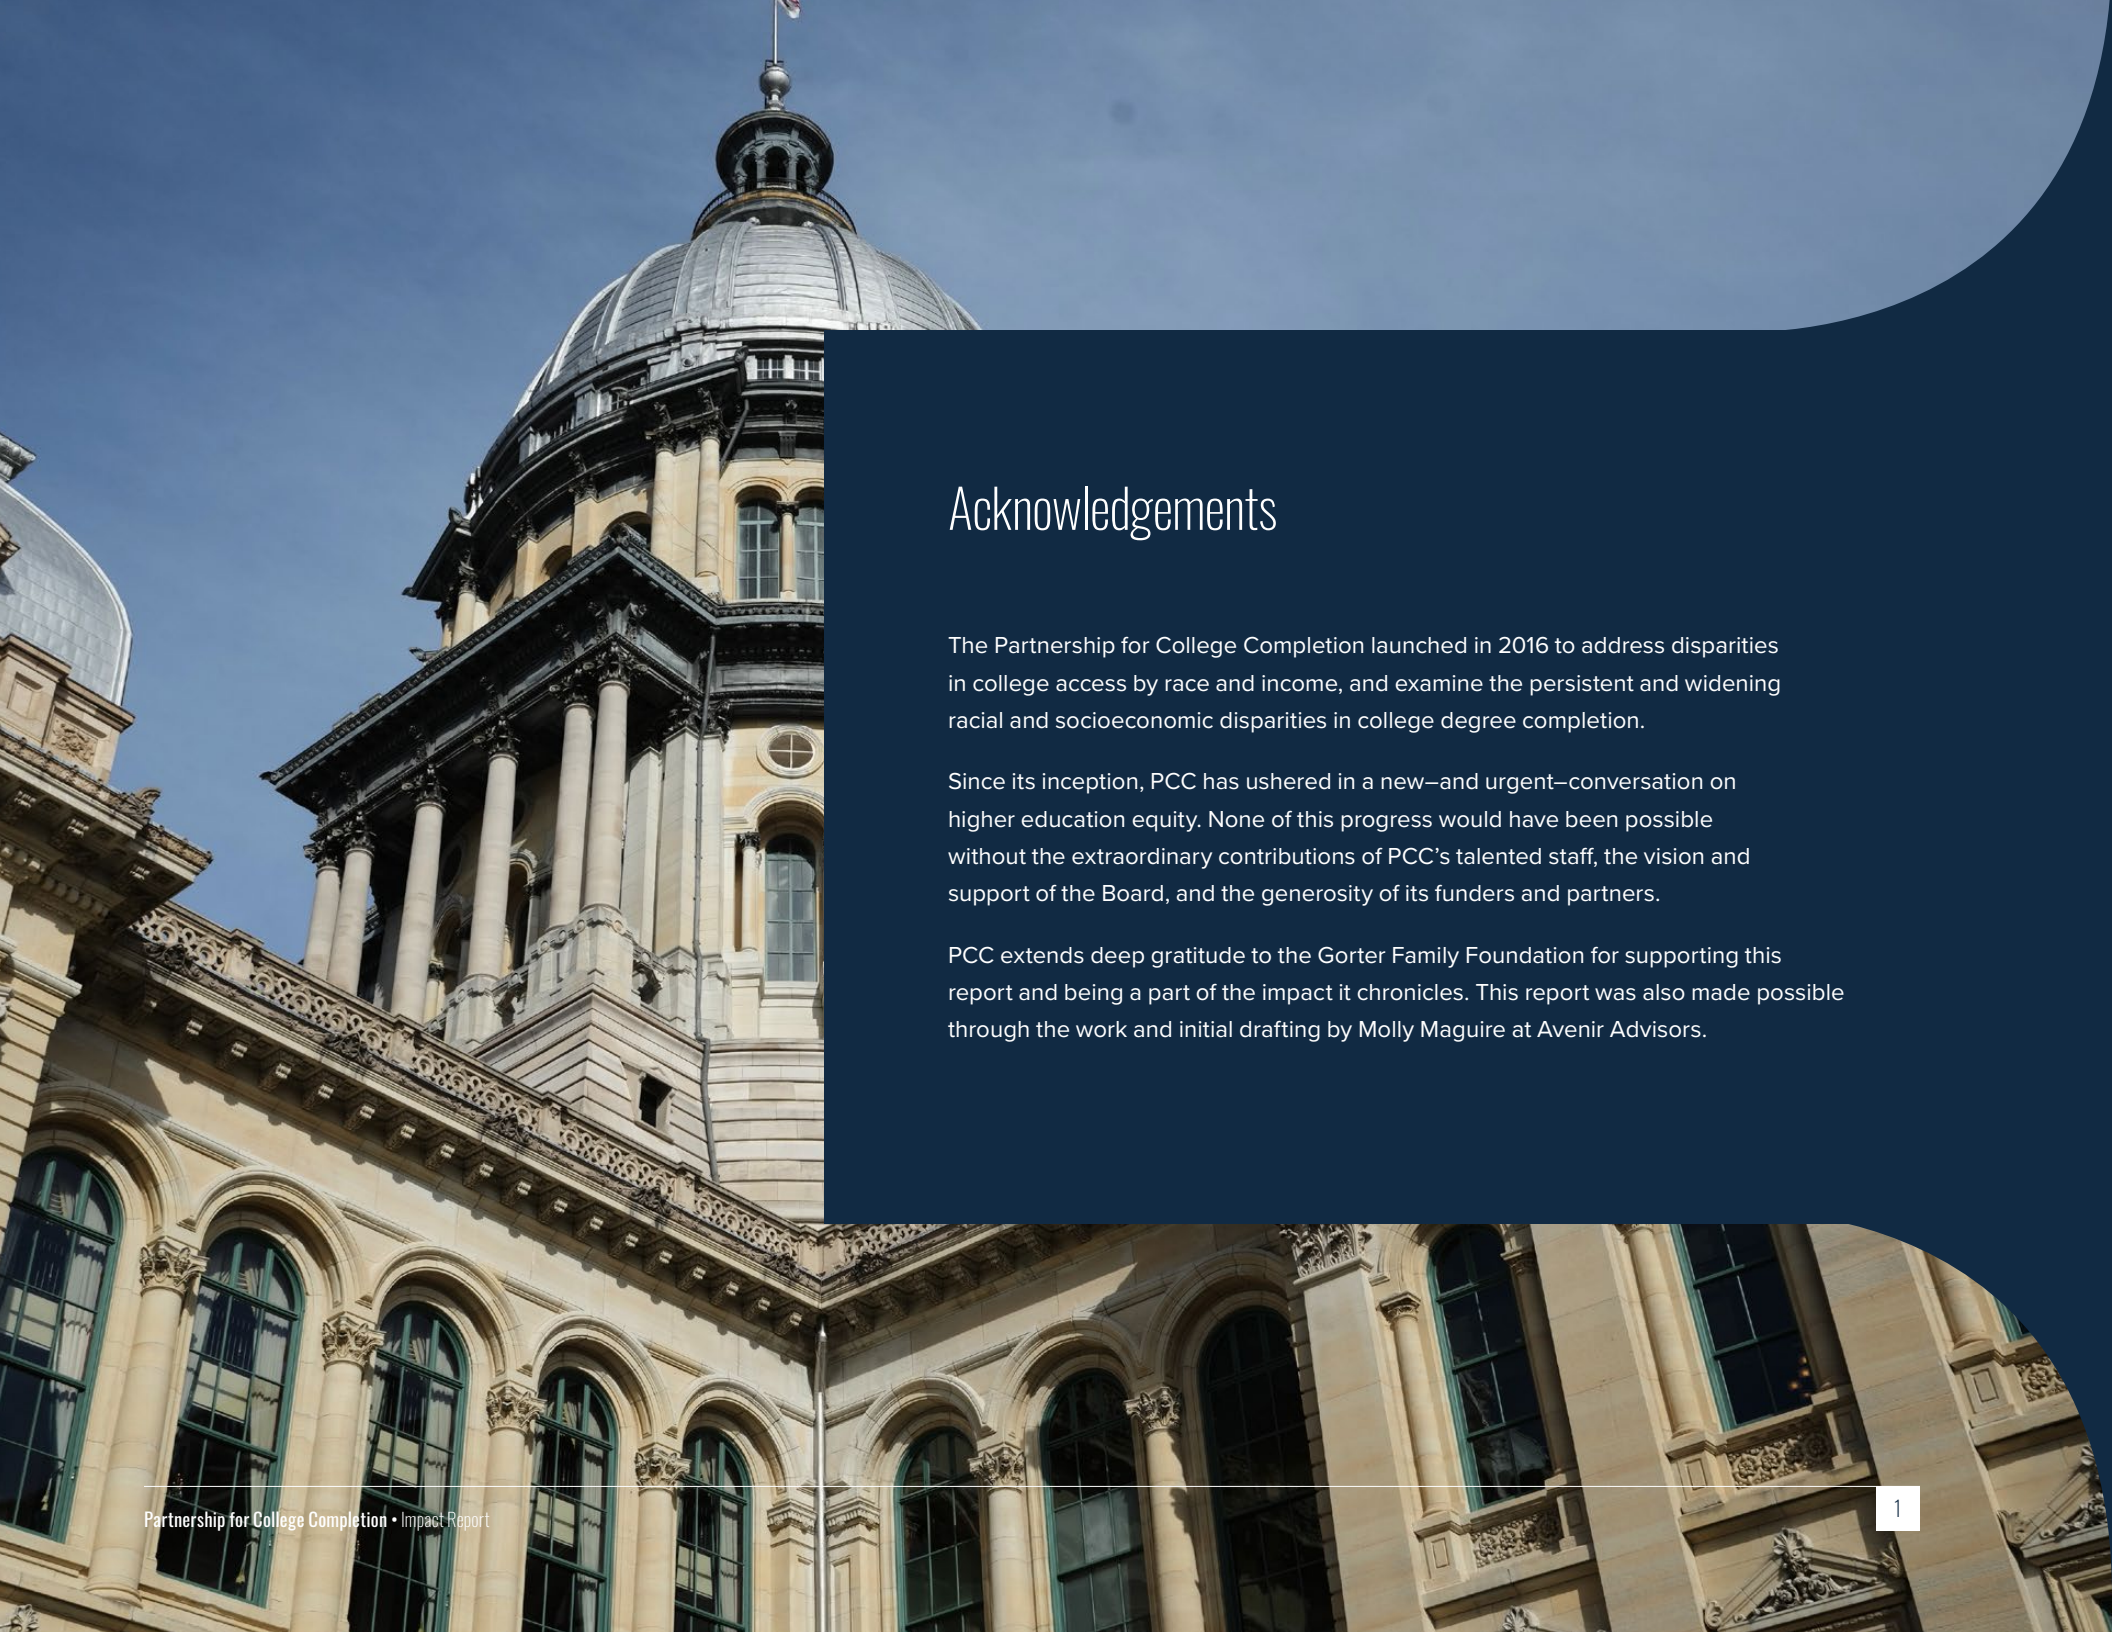 Acknowledgements
The Partnership for College Completion launched in 2016 to address disparities
in college access by race and income, and examine the persistent and widening
racial and socioeconomic disparities in college degree completion.
Since its inception, PCC has ushered in a new–and urgent–conversation on
higher education equity. None of this progress would have been possible
without the extraordinary contributions of PCC’s talented staff, the vision and
support of the Board, and the generosity of its funders and partners.
PCC extends deep gratitude to the Gorter Family Foundation for supporting this
report and being a part of the impact it chronicles. This report was also made possible
through the work and initial drafting by Molly Maguire at Avenir Advisors.
Partnership for College Completion • Impact Report
1